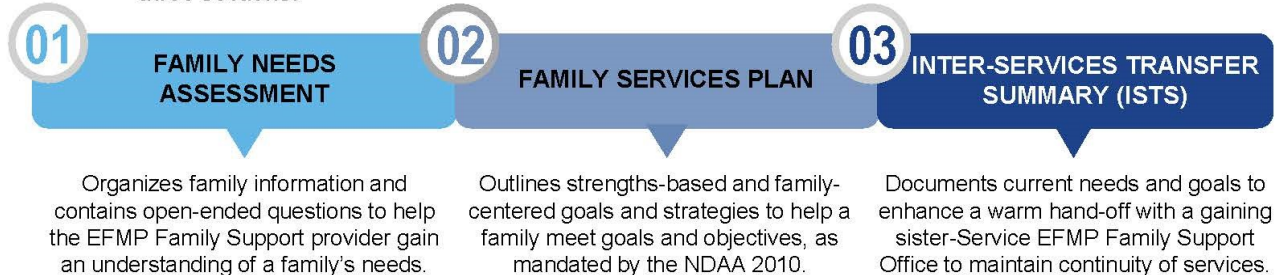 01
FAMILY NEEDS
ASSESSMENT
Organizes family information and
contains open-ended questions to help
the EFMP Family Support provider gain
an understanding of a family's needs.
02
FAMILY SERVICES PLAN
Outlines strengths-based and family-
centered goals and strategies to help a
family meet goals and objectives, as
mandated by the NDAA 2010.
03
INTER-SERVICES TRANSFER
SUMMARY (ISTS)
Documents current needs and goals to
enhance a warm hand-off with a gaining
sister-Service EFMP Family Support
Office to maintain continuity of services.